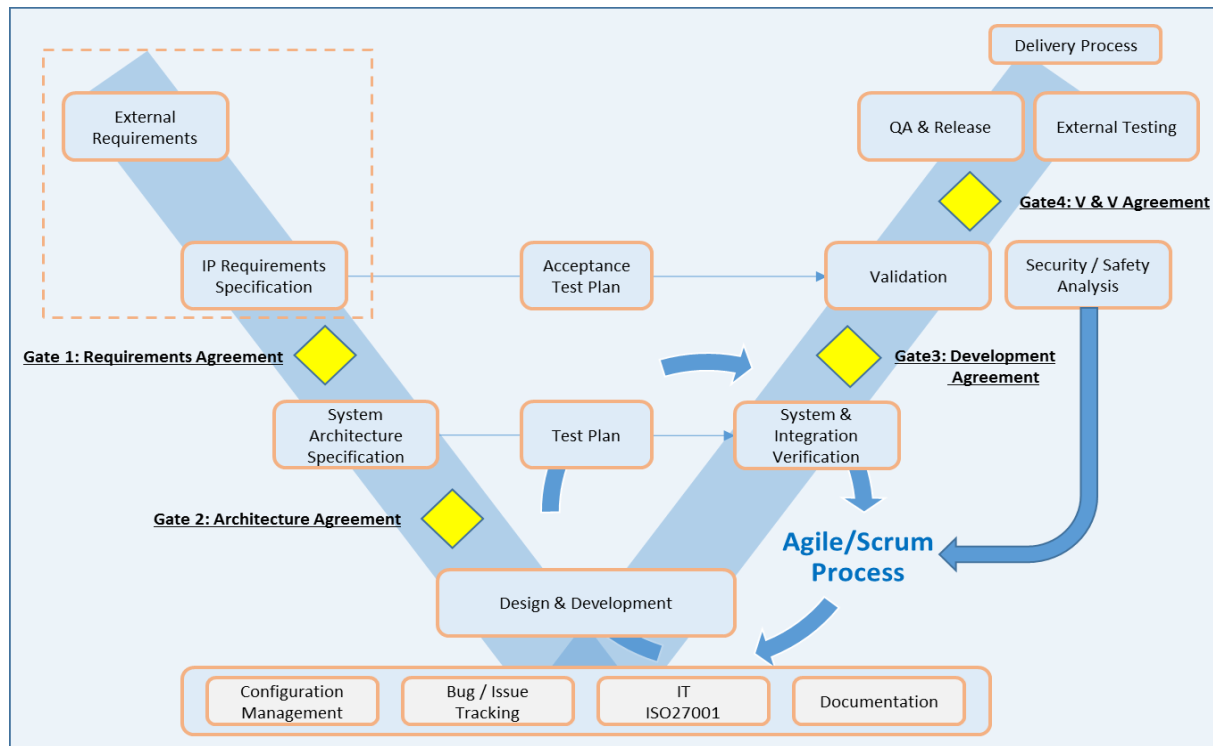 Delivery Process
External
Requirements
QA & Release
External Testing
Gate4: V & V Agreement
IP Requirements
Specification
Acceptance
Test Plan
Validation
Security / Safety
Analysis
Gate 1: Requirements Agreement
Gate3: Development
Agreement
System
Architecture
Specification
Test Plan
System &
Integration
Verification
Gate 2: Architecture Agreement
Agile/Scrum
Process
Design & Development
Configuration
Management
Bug / Issue
Tracking
IT
ISO27001
Documentation